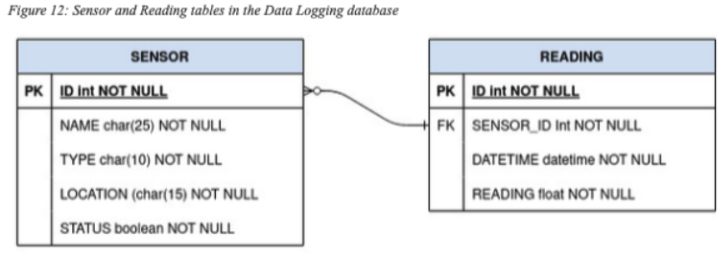 Figure 12: Sensor and Reading tables in the Data Logging database
SENSOR
PK ID int NOT NULL
NAME char(25) NOT NULL
TYPE char(10) NOT NULL
LOCATION (char(15) NOT NULL
STATUS boolean NOT NULL
READING
PK ID int NOT NULL
FK SENSOR_ID Int NOT NULL
DATETIME datetime NOT NULL
READING float NOT NULL